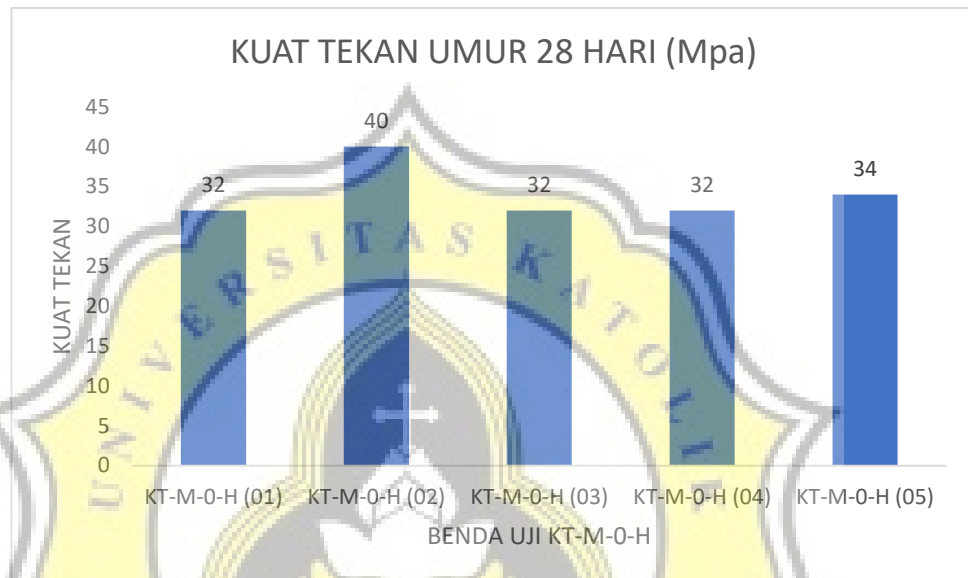 KUAT TEKAN UMUR 28 HARI (Mpa)
KUAT TEKAN
45
40
35
30
25
20
15
10
5
0
32
40
32
32
34
KT-M-0-H (01)
KT-M-0-H (02)
KT-M-0-H (03)
KT-M-0-H (04)
KT-M-0-H (05)
BENDA UJI KT-M-0-H
UNIVERSITAS KATOLIK